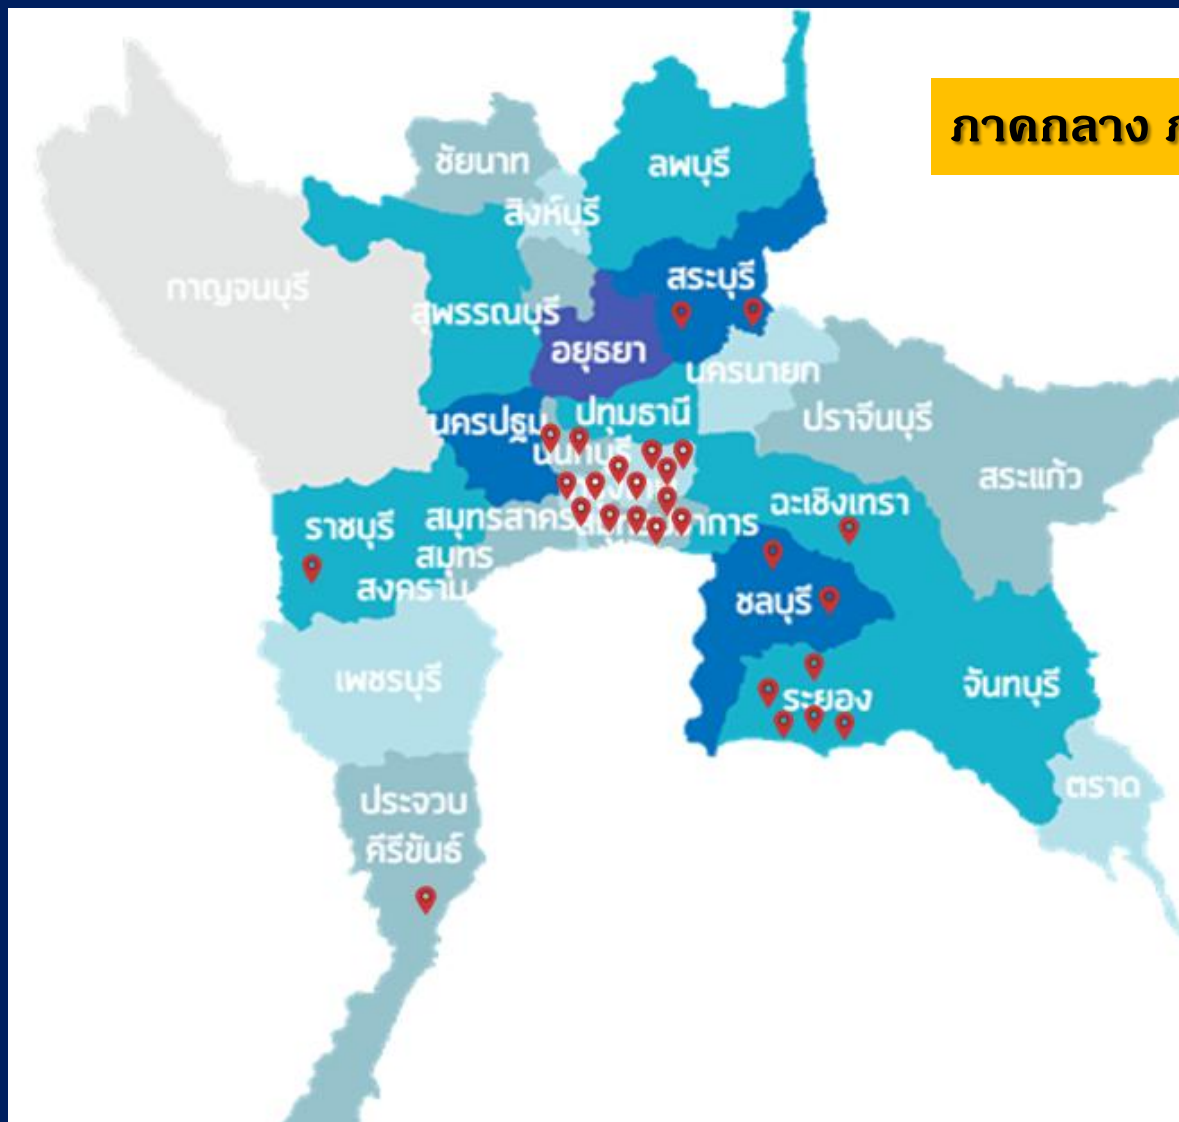 ภาคกลาง ภ
ชัยนาท
ลพบุรี
สิงห์บุรี
สระบุรี
กาญจนบุรี
สุพรรณบุรี
อยุธยา
นครนายก
ปทุมธานี
นครปฐม
ปราจีนบุรี
นนทบุรี
สระแก้ว
ฉะเชิงเทรา
ราชบุรี
สมุทรสาคร
สมุทร
สงคราม
ชลบุรี
เพชรบุรี
จันทบุรี
ระยอง
ตราด
ประจวบ
คีรีขันธ์